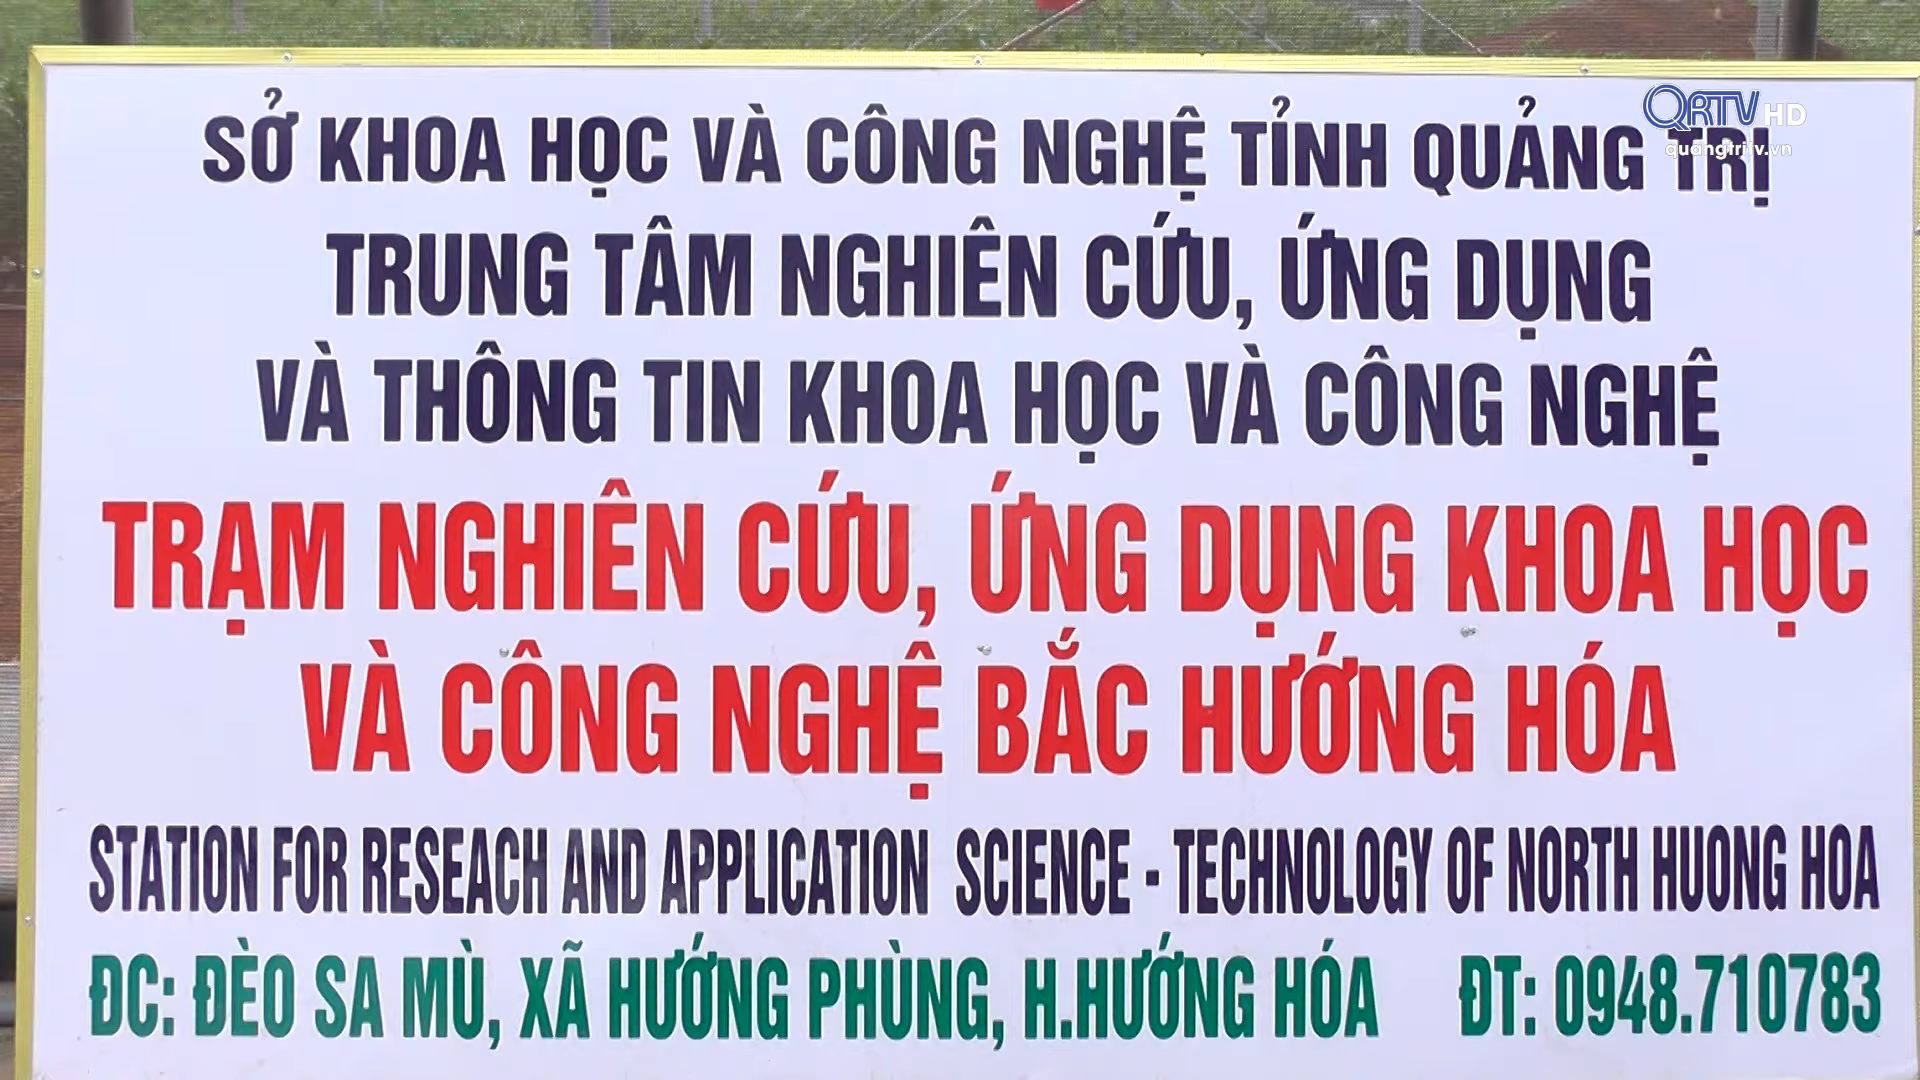 QRTV HD
quangtritv.vn
SỞ KHOA HỌC VÀ CÔNG NGHỆ TỈNH QUẢNG TRỊ
TRUNG TÂM NGHIÊN CỨU, ỨNG DỤNG
VÀ THÔNG TIN KHOA HỌC VÀ CÔNG NGHỆ
TRẠM NGHIÊN CỨU, ỨNG DỤNG KHOA HỌC
VÀ CÔNG NGHỆ BẮC HƯỚNG HÓA
STATION FOR RESEACH AND APPLICATION SCIENCE - TECHNOLOGY OF NORTH HUONG HOA
ĐC: ĐÈO SA MÙ, XÃ HƯỚNG PHÙNG, H.HƯỚNG HÓA ĐT: 0948.710783